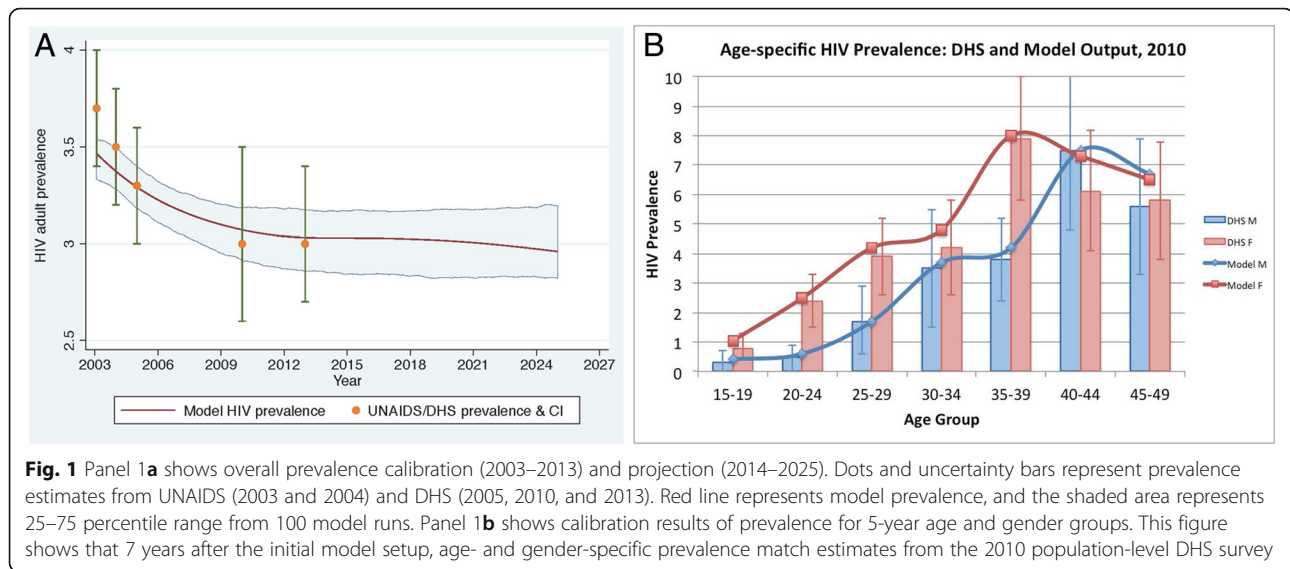 A
4
3.5
3
2.5
HIV adult prevalence
2003 2006 2009 2012 2015 2018 2021 2024 2027
Year
Model HIV prevalence UNAIDS/DHS prevalence & CI
B
Age-specific HIV Prevalence: DHS and Model Output, 2010
10
9
8
7
6
5
4
3
2
1
0
HIV Prevalence
15-19 20-24 25-29 30-34 35-39 40-44 45-49
Age Group
DHS M
DHS F
Model M
Model F
Fig. 1 Panel 1a shows overall prevalence calibration (2003–2013) and projection (2014–2025). Dots and uncertainty bars represent prevalence
estimates from UNAIDS (2003 and 2004) and DHS (2005, 2010, and 2013). Red line represents model prevalence, and the shaded area represents
25–75 percentile range from 100 model runs. Panel 1b shows calibration results of prevalence for 5-year age and gender groups. This figure
shows that 7 years after the initial model setup, age- and gender-specific prevalence match estimates from the 2010 population-level DHS survey